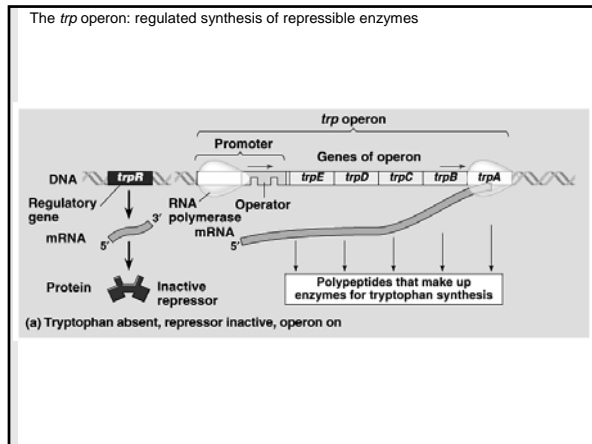 The trp operon: regulated synthesis of repressible enzymes
trp operon
Promoter
Genes of operon
DNA
trpR
trpE
trpD
trpC
trpB
trpA
Regulatory
gene
RNA
polymerase
Operator
mRNA
3′
5′
mRNA
5′
Protein
Inactive
repressor
Polypeptides that make up
enzymes for tryptophan synthesis
(a) Tryptophan absent, repressor inactive, operon on